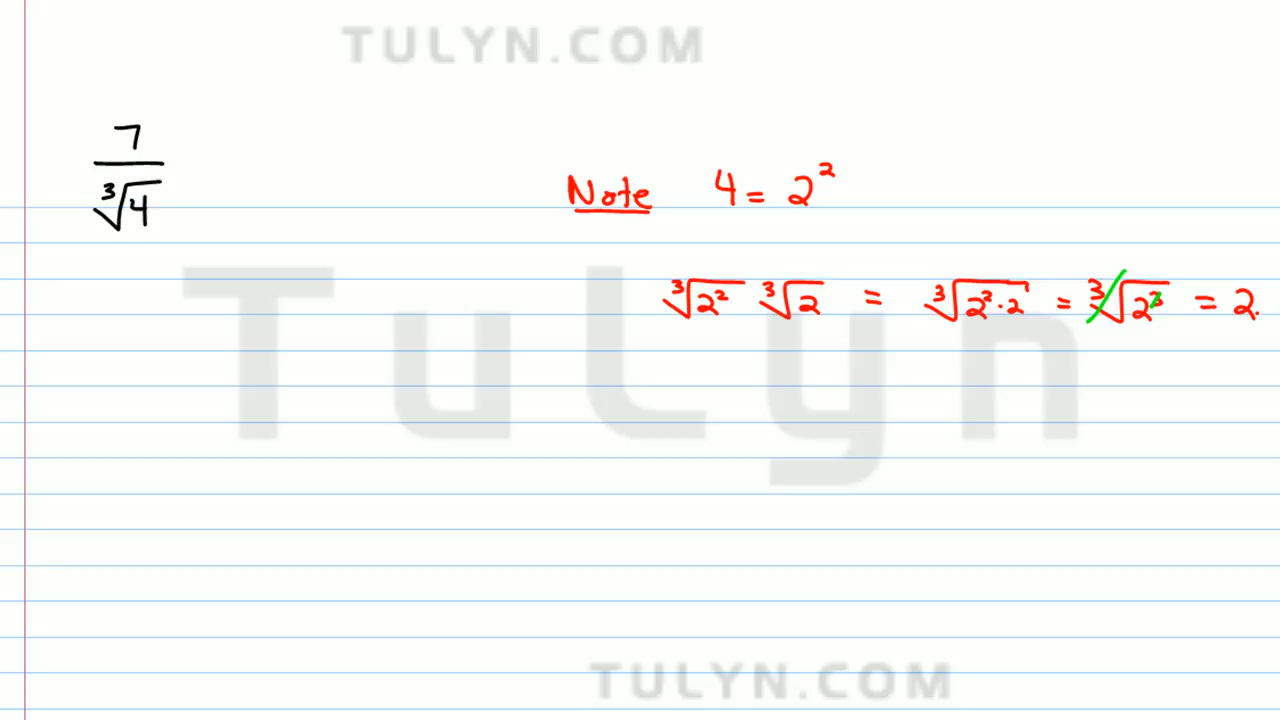 TULYN.COM
7
∛4
Note 4 = 2²
∛2² ∛2 = ∛2²·2 = ∛2³ = 2.
TuLyn
TULYN.COM